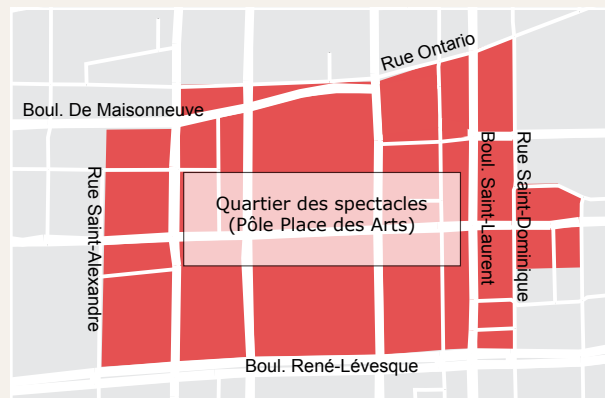 Rue Ontario
Boul. De Maisonneuve
Rue Saint-Alexandre
Quartier des spectacles
(Pôle Place des Arts)
Boul. Saint-Laurent
Rue Saint-Dominique
Boul. René-Lévesque